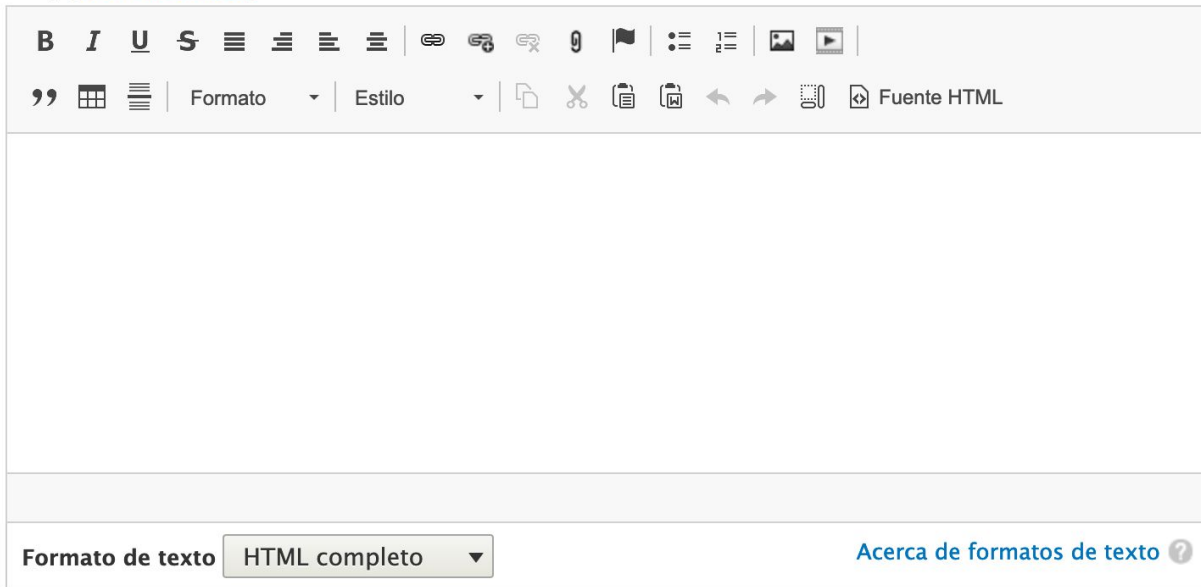 B I U S
Formato Estilo Fuente HTML
Formato de texto HTML completo Acerca de formatos de texto ?